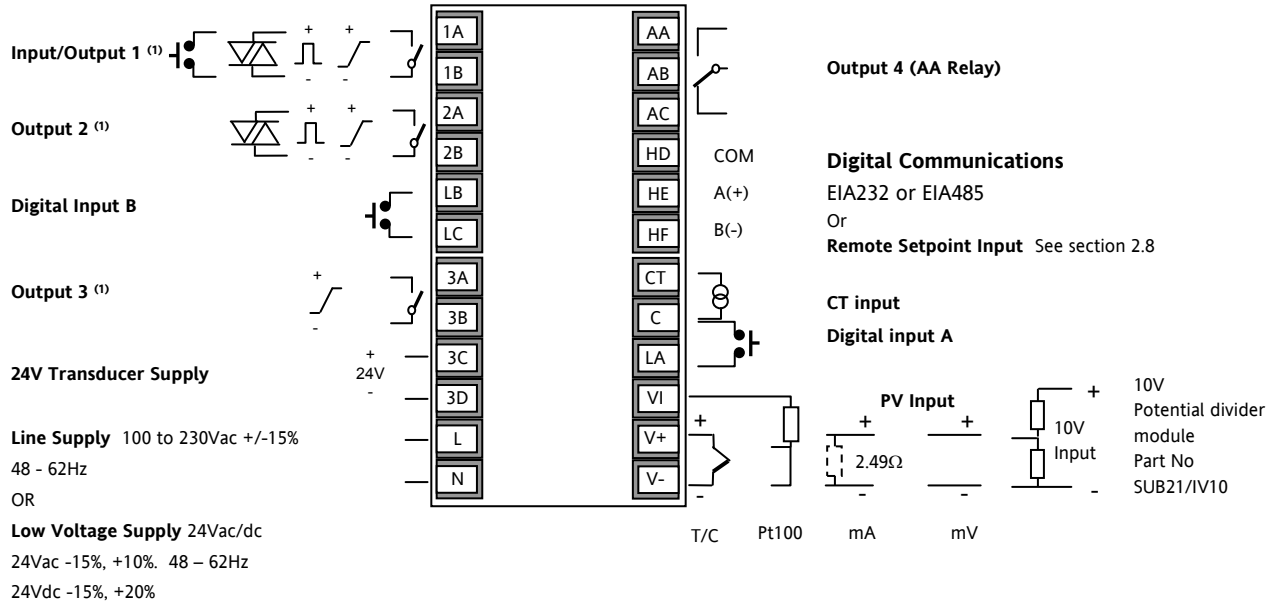 Input/Output 1 (1)
+ +
- -
1A
1B
Output 2 (1)
+ +
- -
2A
2B
Digital Input B
LB
LC
Output 3 (1)
+
-
3A
3B
24V Transducer Supply
+
24V
-
3C
3D
Line Supply 100 to 230Vac +/-15%
48 - 62Hz
OR
Low Voltage Supply 24Vac/dc
24Vac -15%, +10%. 48 – 62Hz
24Vdc -15%, +20%
L
N
AA
AB
AC
Output 4 (AA Relay)
HD COM
HE A(+)
HF B(-)
Digital Communications
EIA232 or EIA485
Or
Remote Setpoint Input See section 2.8
CT
C
LA
CT input
Digital input A
VI
V+
V-
PV Input
+
-
T/C
Pt100
+
2.49Ω
-
mA
+
-
mV
+
10V
Input
-
10V
Potential divider
module
Part No
SUB21/IV10